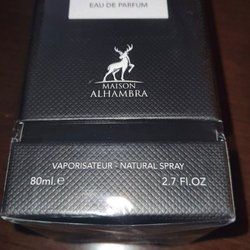 EAU DE PARFUM
MAISON
ALHAMBRA
VAPORISATEUR - NATURAL SPRAY
80ml. ℮ 2.7 FL.OZ